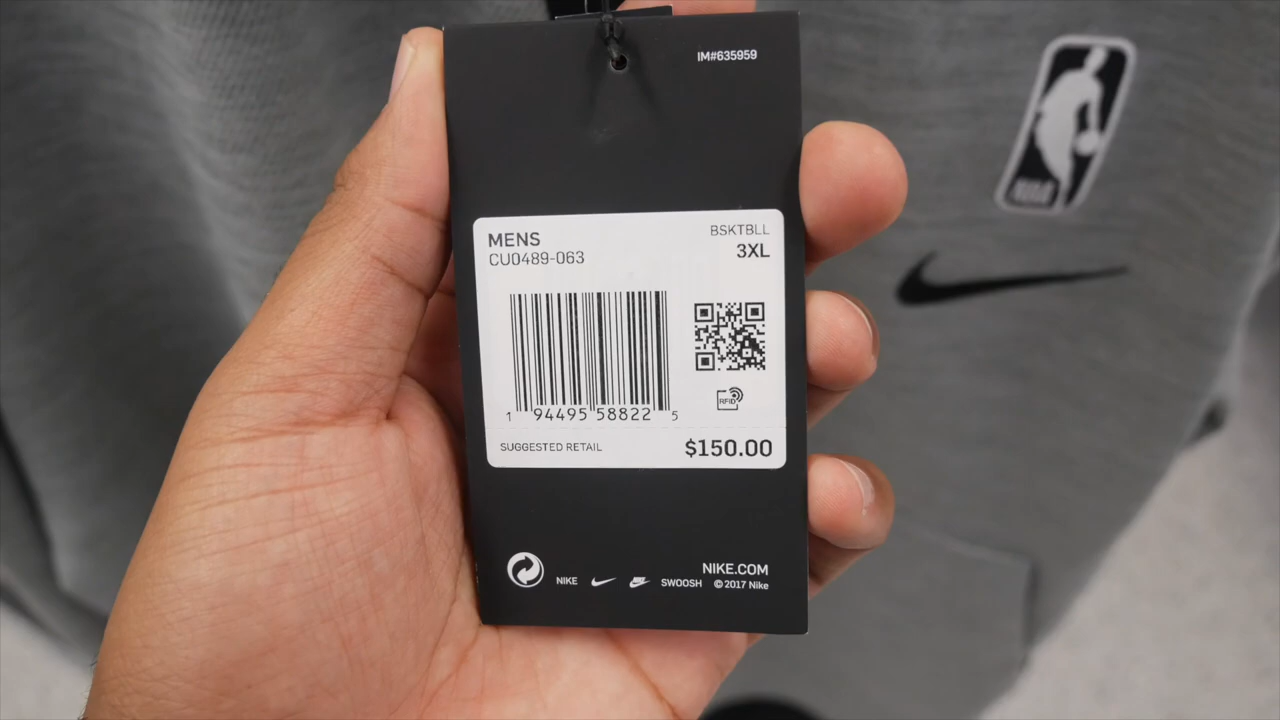 IM#635959
MENS
BSKTBLL
CU0489-063
3XL
1 94495 58822 5
RFID
SUGGESTED RETAIL
$150.00
NIKE.COM
NIKE
SWOOSH
©2017 Nike
NBA